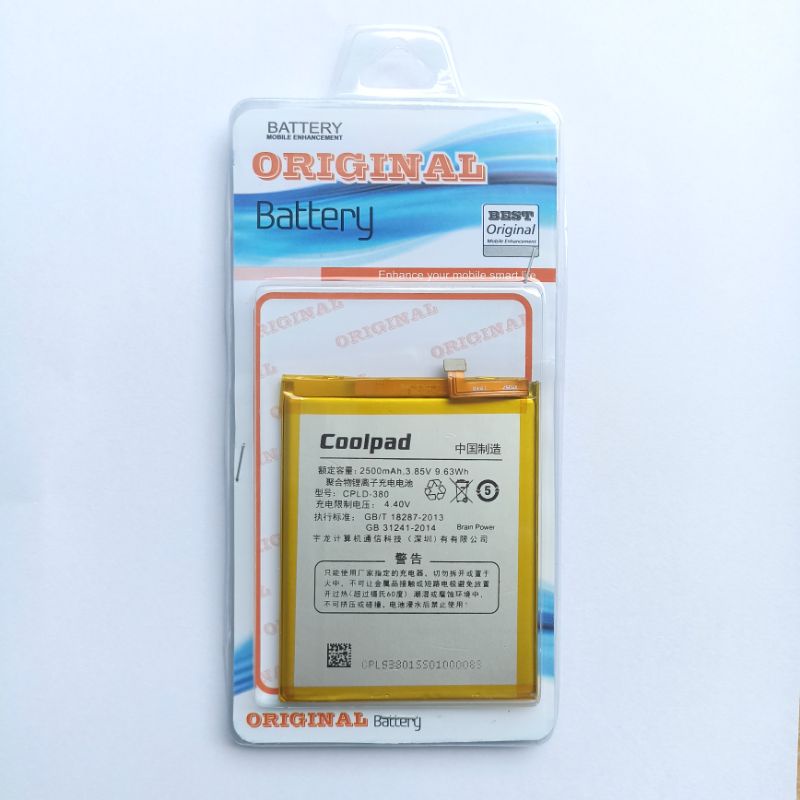 BATTERY
MOBILE ENHANCEMENT
ORIGINAL
Battery
BEST
Original
Mobile Enhancement
Enhance your mobile smart life
ORIGINAL
ORIGINAL
ORIGINAL
Coolpad
中国制造
额定容量:2500mAh,3.85V 9.63Wh
聚合物锂离子充电电池
型号: CPLD-380
充电限制电压: 4.40V
5
执行标准: GB/T 18287-2013
GB 31241-2014
Brain Power
宇龙计算机通信科技(深圳)有有限公司
警告
只能使用厂家指定的充电器、切勿拆开或置于
火中、不可让金属品接触或短路电极避免使用
开过热(超过摄氏60度)潮湿或腐蚀环境中、
不可挤压或碰撞、电池浸水后禁止使用!
ORIGINAL Battery